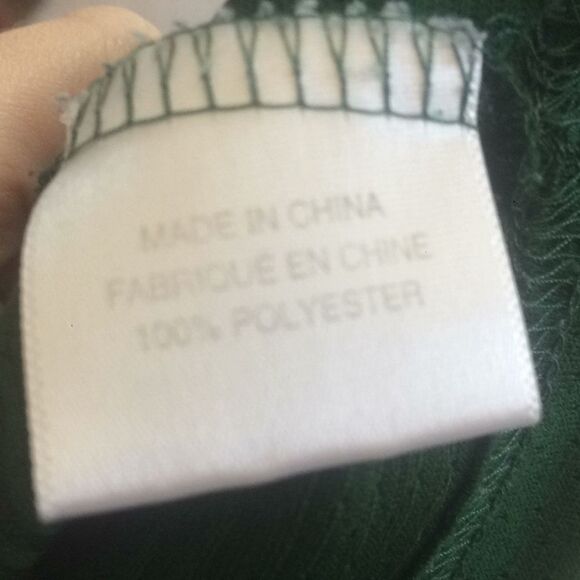 MADE IN CHINA
FABRIQUÉ EN CHINE
100% POLYESTER